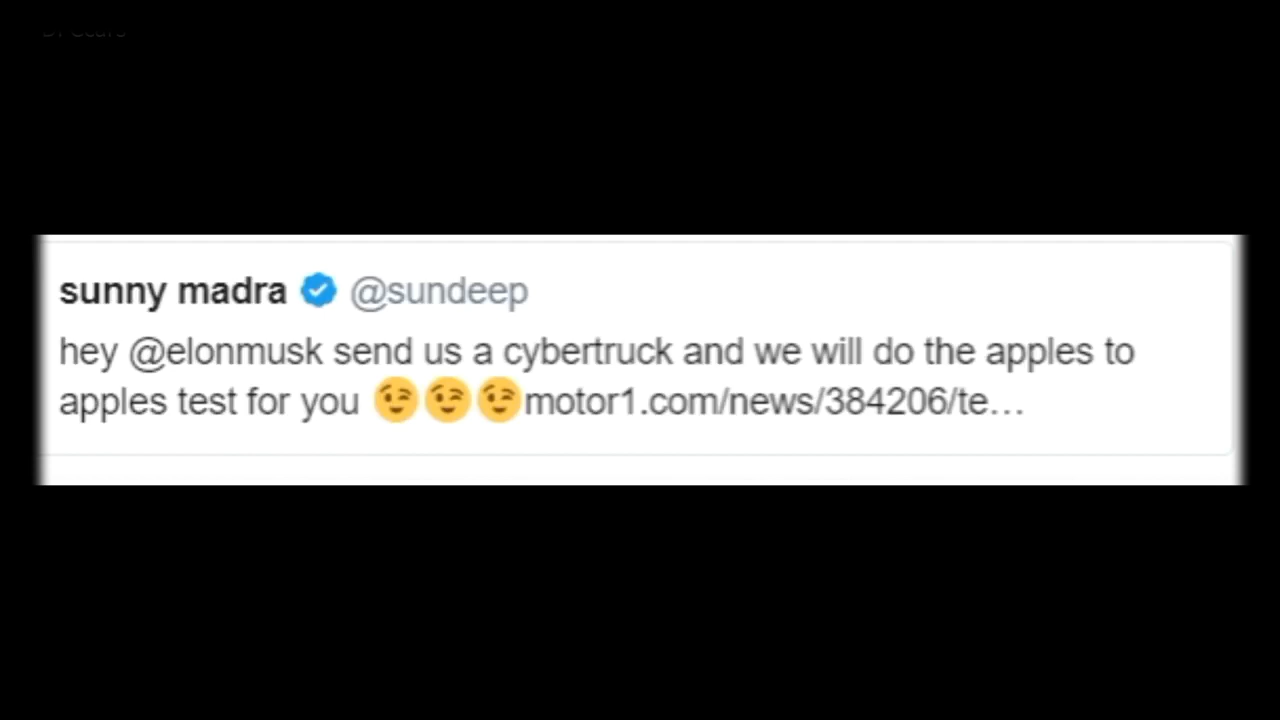 sunny madra @sundeep
hey @elonmusk send us a cybertruck and we will do the apples to
apples test for you 😉😉😉motor1.com/news/384206/te…